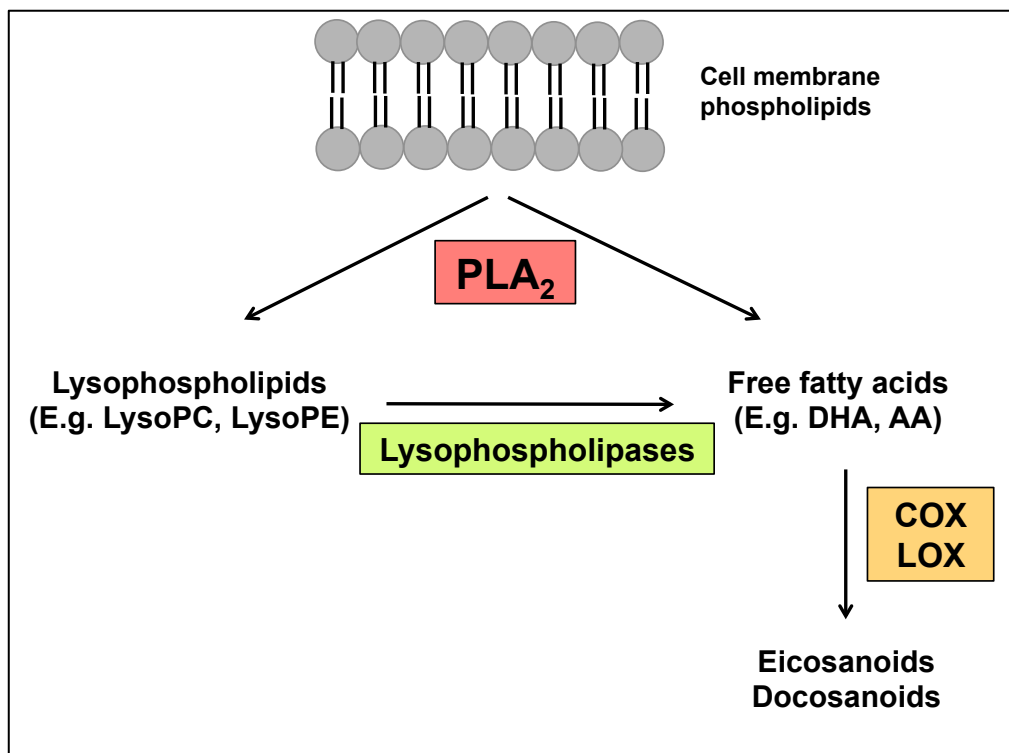 Cell membrane
phospholipids
PLA₂
Lysophospholipids
(E.g. LysoPC, LysoPE)
Free fatty acids
(E.g. DHA, AA)
Lysophospholipases
COX
LOX
Eicosanoids
Docosanoids